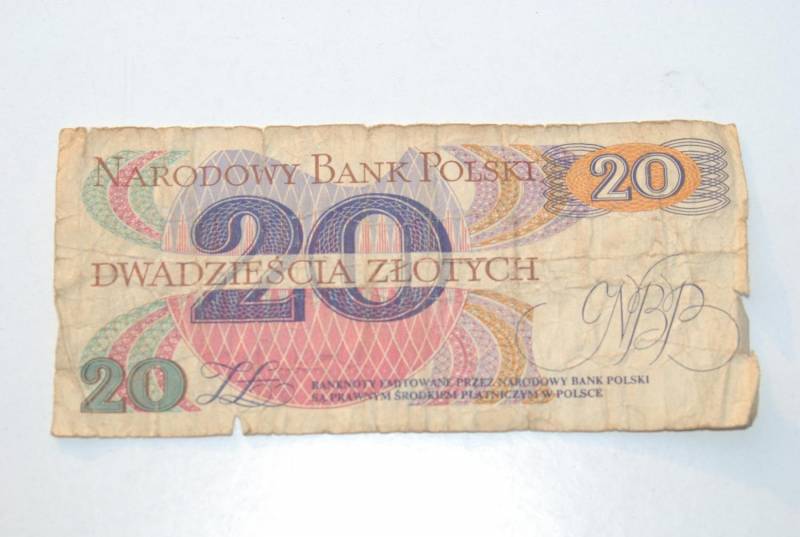 NARODOWY BANK POLSKI
20
20
DWADZIEŚCIA ZŁOTYCH
NBP
20
BANKNOTY EMITOWANE PRZEZ NARODOWY BANK POLSKI
SĄ PRAWNYM ŚRODKIEM PŁATNICZYM W POLSCE